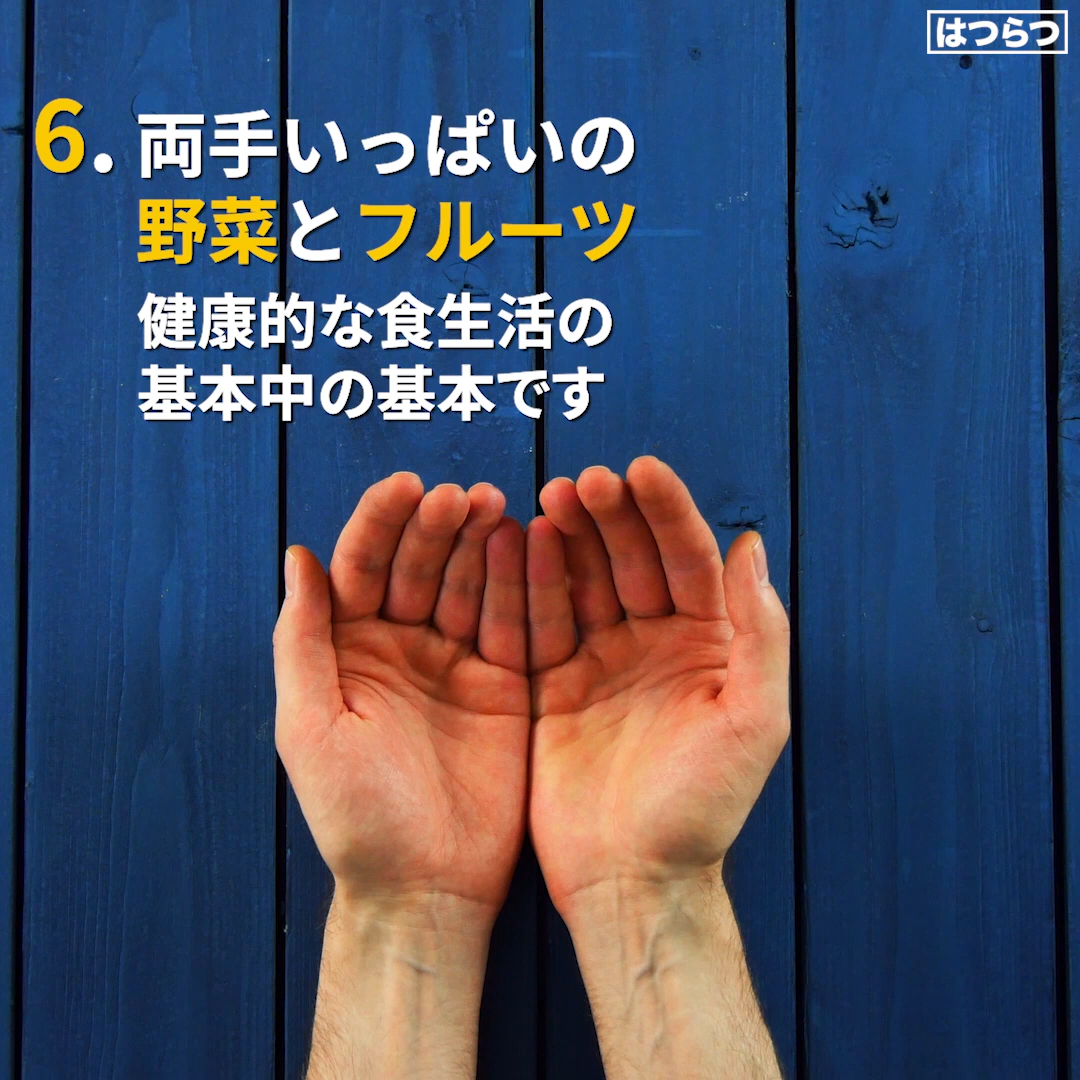 はつらつ
6. 両手いっぱいの
野菜とフルーツ
健康的な食生活の
基本中の基本です